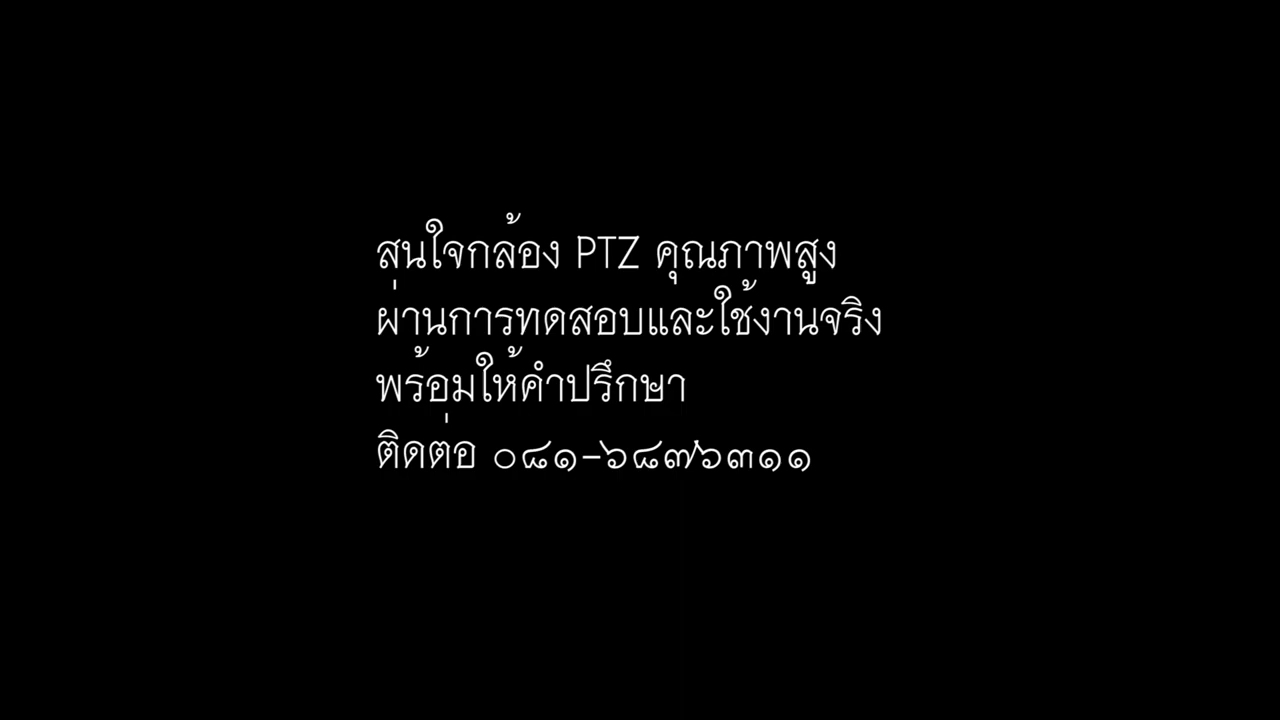 สนใจกล้อง PTZ คุณภาพสูง
ผ่านการทดสอบและใช้งานจริง
พร้อมให้คำปรึกษา
ติดต่อ ๐๘๑-๖๘๗๖๓๑๑